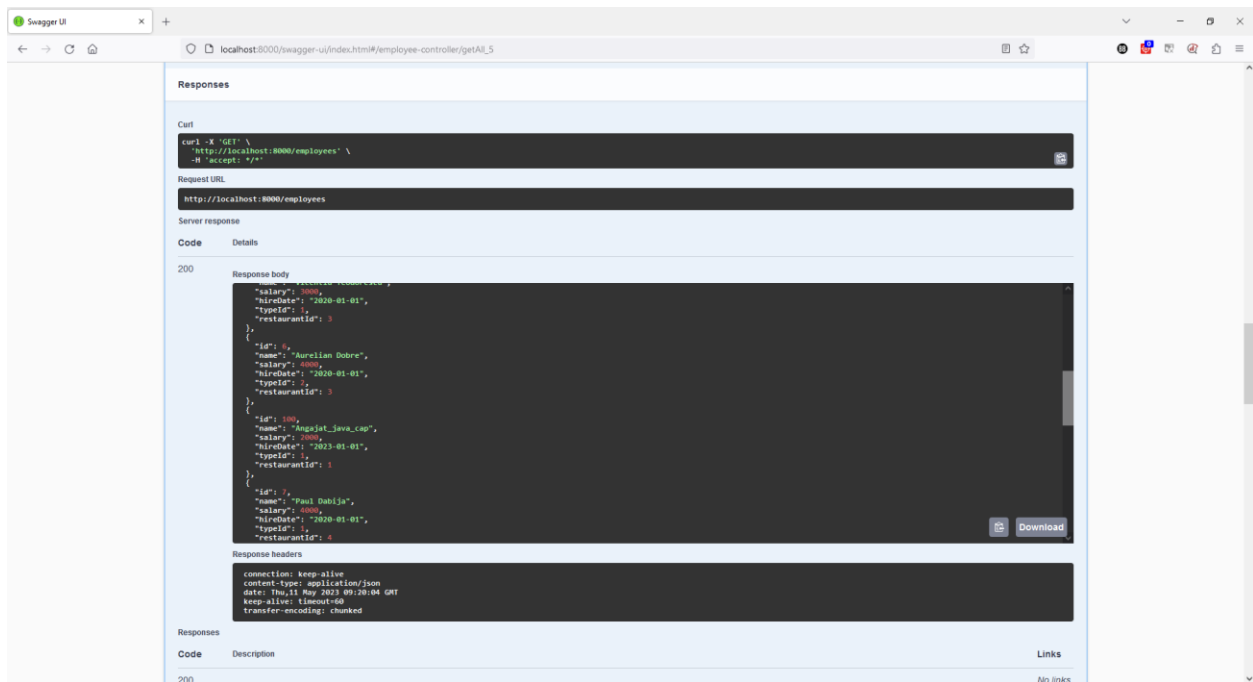 Swagger UI
localhost:8000/swagger-ui/index.html#/employee-controller/getAll_5
Responses
Curl
curl -X 'GET' \
'http://localhost:8000/employees' \
-H 'accept: */*'
Request URL
http://localhost:8000/employees
Server response
Code Details
200
Response body
"salary": 3000,
"hireDate": "2020-01-01",
"typeId": 1,
"restaurantId": 3
},
{
"id": 6,
"name": "Aurelian Dobre",
"salary": 4000,
"hireDate": "2020-01-01",
"typeId": 2,
"restaurantId": 3
},
{
"id": 100,
"name": "Angajat_java_cap",
"salary": 2000,
"hireDate": "2023-01-01",
"typeId": 1,
"restaurantId": 1
},
{
"id": 7,
"name": "Paul Dabija",
"salary": 4000,
"hireDate": "2020-01-01",
"typeId": 1,
"restaurantId": 4
Download
Response headers
connection: keep-alive
content-type: application/json
date: Thu,11 May 2023 09:20:04 GMT
keep-alive: timeout=60
transfer-encoding: chunked
Responses
Code Description Links
200 No links